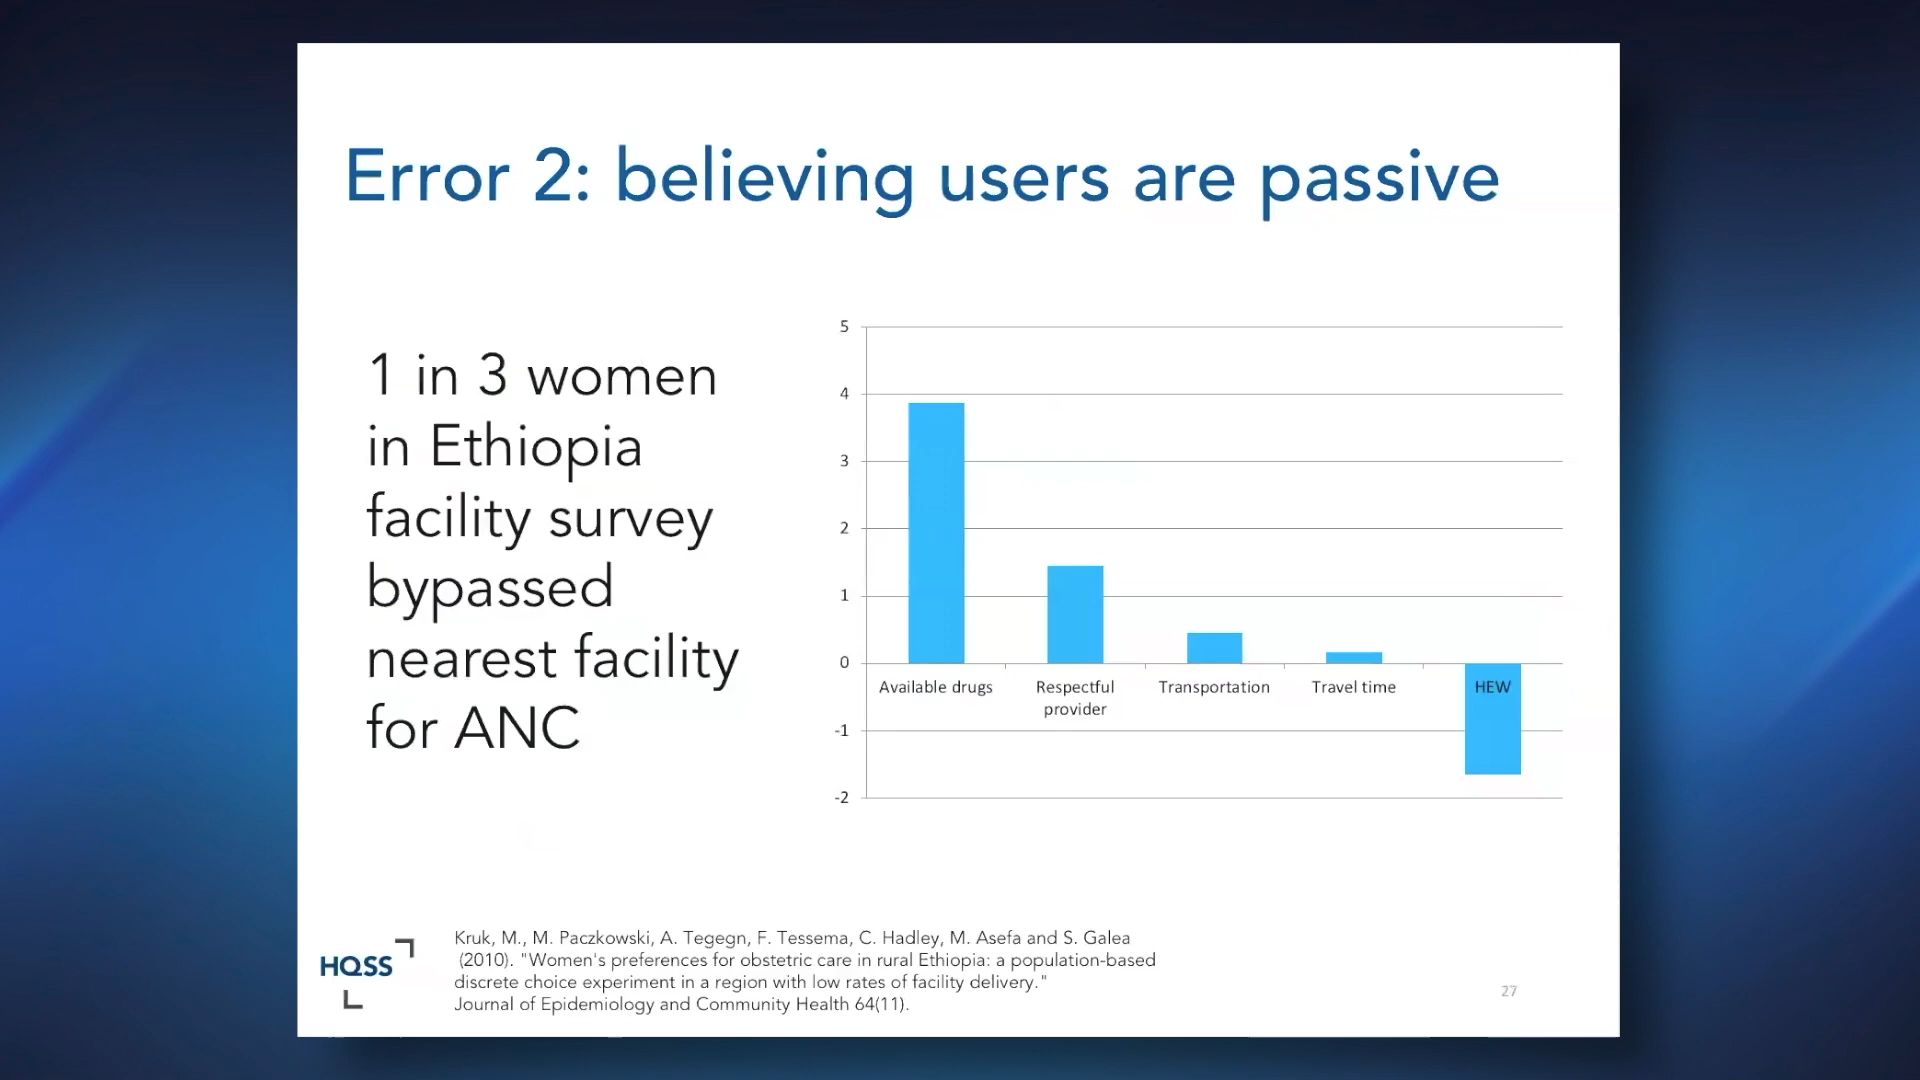 Error 2: believing users are passive
1 in 3 women
in Ethiopia
facility survey
bypassed
nearest facility
for ANC
5
4
3
2
1
0
-1
-2
Available drugs
Respectful
provider
Transportation
Travel time
HEW
HQSS
Kruk, M., M. Paczkowski, A. Tegegn, F. Tessema, C. Hadley, M. Asefa and S. Galea
(2010). "Women's preferences for obstetric care in rural Ethiopia: a population-based
discrete choice experiment in a region with low rates of facility delivery."
Journal of Epidemiology and Community Health 64(11).
27